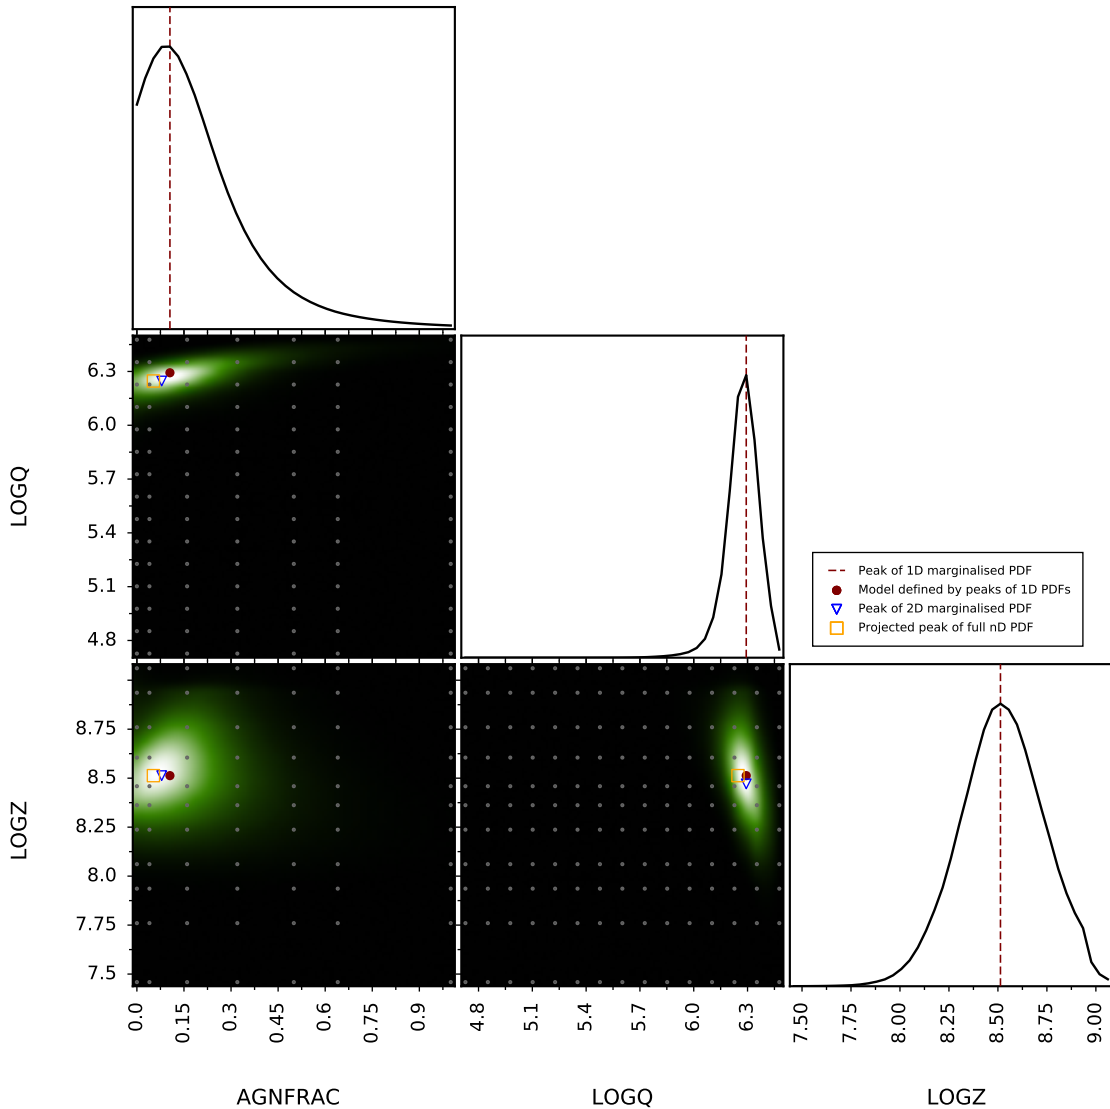 6.3
6.0
5.7
5.4
5.1
4.8
LOGQ
Peak of 1D marginalised PDF
Model defined by peaks of 1D PDFs
Peak of 2D marginalised PDF
Projected peak of full nD PDF
8.75
8.5
8.25
8.0
7.75
7.5
LOGZ
0.0 0.15 0.3 0.45 0.6 0.75 0.9
4.8 5.1 5.4 5.7 6.0 6.3
7.50 7.75 8.00 8.25 8.50 8.75 9.00
AGNFRAC LOGQ LOGZ